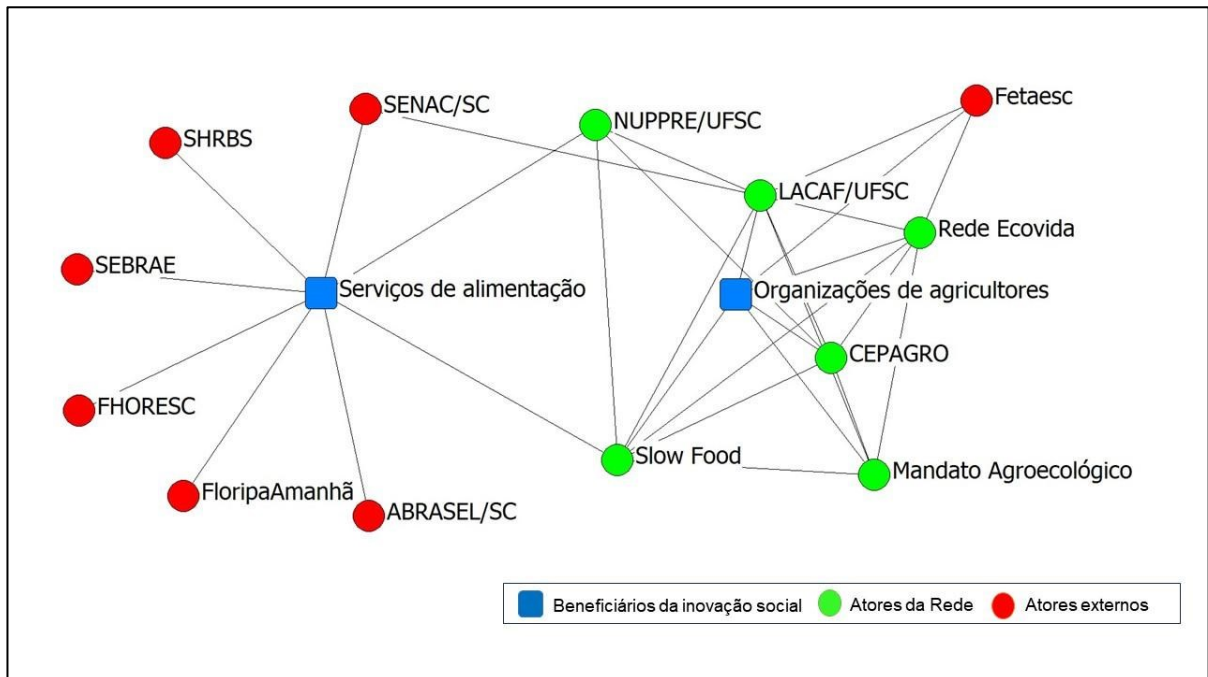 SENAC/SC
Fetaesc
NUPPRE/UFSC
SHRBS
LACAF/UFSC
Rede Ecovida
SEBRAE
Serviços de alimentação
Organizações de agricultores
CEPAGRO
FHORESC
Slow Food
Mandato Agroecológico
FloripaAmanhã
ABRASEL/SC
Beneficiários da inovação social
Atores da Rede
Atores externos